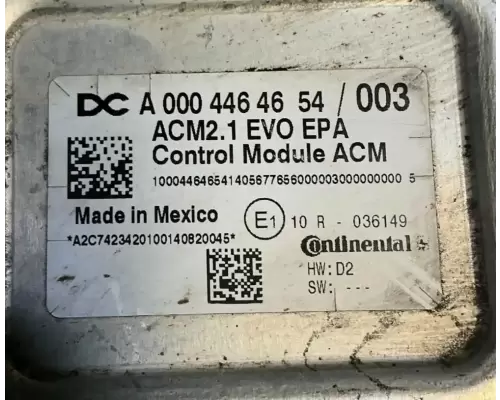 DC A 000 446 46 54 / 003
ACM2.1 EVO EPA
Control Module ACM
10004464654140567765600000300000000 5
Made in Mexico
E1 10 R - 036149
*A2C7423420100140820045*
Continental
HW: D2
SW: ---